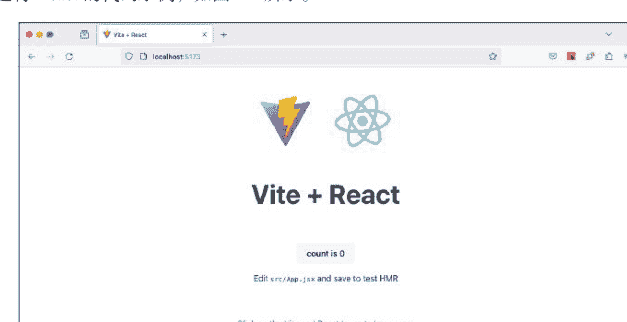 Vite + React
localhost:5173
Vite + React
count is 0
Edit src/App.jsx and save to test HMR